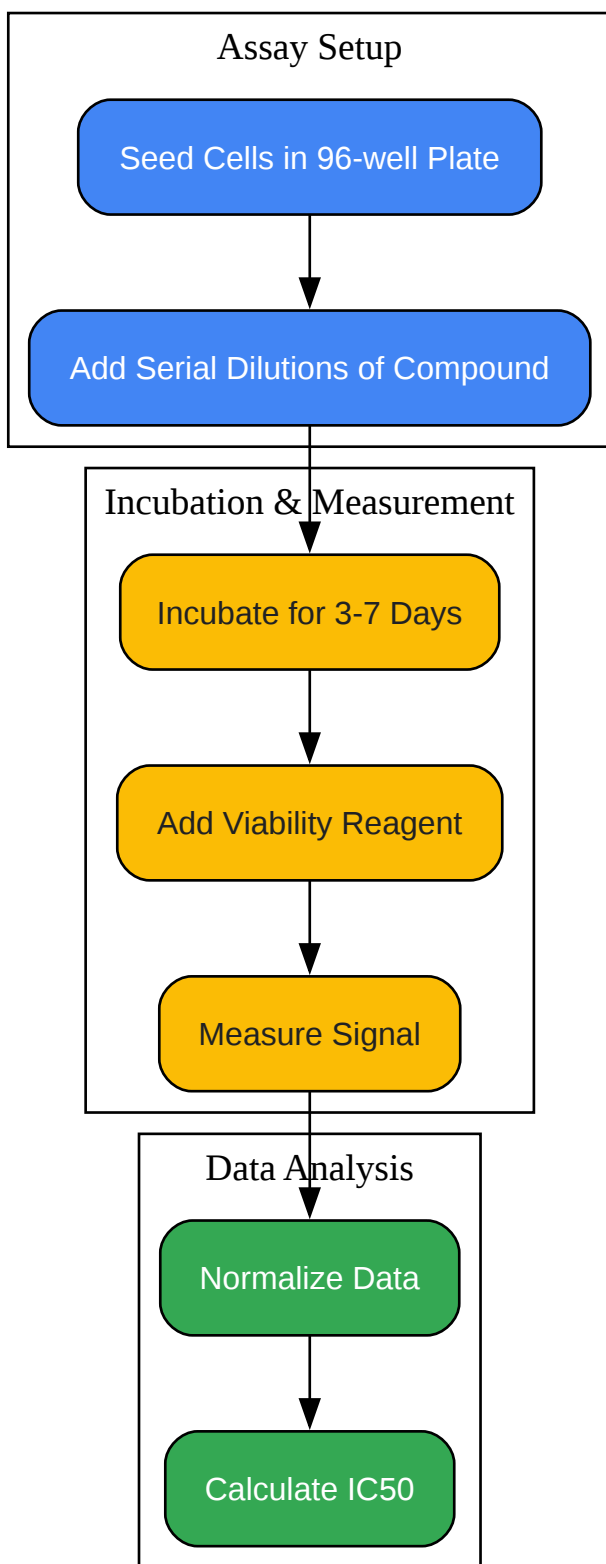 Assay Setup
Seed Cells in 96-well Plate
Add Serial Dilutions of Compound
Incubation & Measurement
Incubate for 3-7 Days
Add Viability Reagent
Measure Signal
Data Analysis
Normalize Data
Calculate IC50